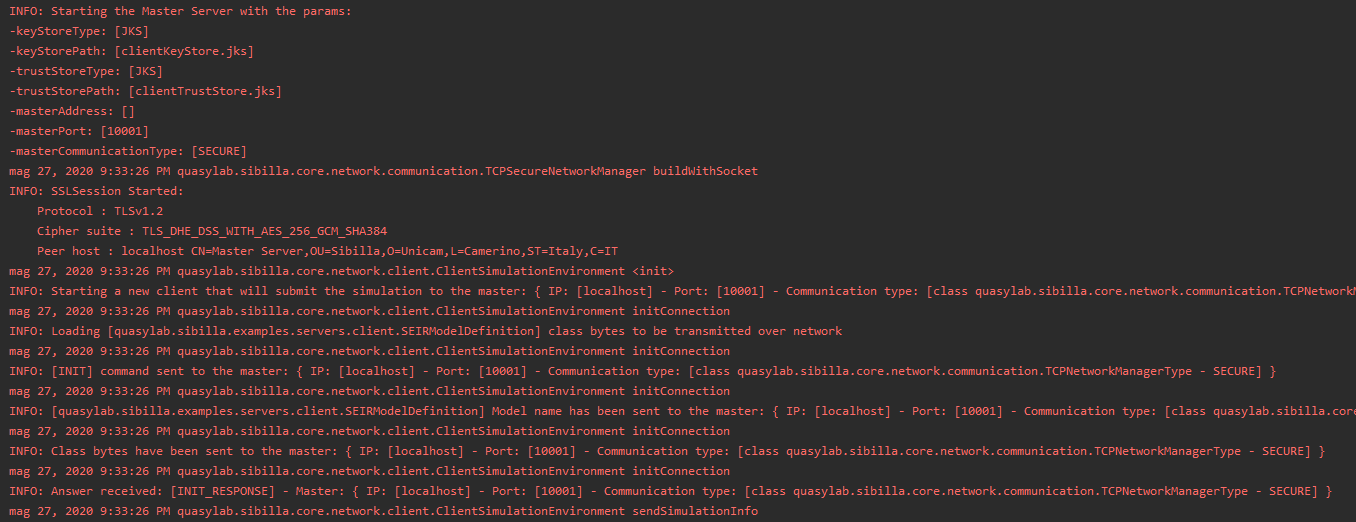 INFO: Starting the Master Server with the params:
-keyStoreType: [JKS]
-keyStorePath: [clientKeyStore.jks]
-trustStoreType: [JKS]
-trustStorePath: [clientTrustStore.jks]
-masterAddress: []
-masterPort: [10001]
-masterCommunicationType: [SECURE]
mag 27, 2020 9:33:26 PM quasylab.sibilla.core.network.communication.TCPSecureNetworkManager buildWithSocket
INFO: SSLSession Started:
    Protocol : TLSv1.2
    Cipher suite : TLS_DHE_DSS_WITH_AES_256_GCM_SHA384
    Peer host : localhost CN=Master Server,OU=Sibilla,O=Unicam,L=Camerino,ST=Italy,C=IT
mag 27, 2020 9:33:26 PM quasylab.sibilla.core.network.client.ClientSimulationEnvironment <init>
INFO: Starting a new client that will submit the simulation to the master: { IP: [localhost] - Port: [10001] - Communication type: [class quasylab.sibilla.core.network.communication.TCPNetworkM
mag 27, 2020 9:33:26 PM quasylab.sibilla.core.network.client.ClientSimulationEnvironment initConnection
INFO: Loading [quasylab.sibilla.examples.servers.client.SEIRModelDefinition] class bytes to be transmitted over network
mag 27, 2020 9:33:26 PM quasylab.sibilla.core.network.client.ClientSimulationEnvironment initConnection
INFO: [INIT] command sent to the master: { IP: [localhost] - Port: [10001] - Communication type: [class quasylab.sibilla.core.network.communication.TCPNetworkManagerType - SECURE] }
mag 27, 2020 9:33:26 PM quasylab.sibilla.core.network.client.ClientSimulationEnvironment initConnection
INFO: [quasylab.sibilla.examples.servers.client.SEIRModelDefinition] Model name has been sent to the master: { IP: [localhost] - Port: [10001] - Communication type: [class quasylab.sibilla.core
mag 27, 2020 9:33:26 PM quasylab.sibilla.core.network.client.ClientSimulationEnvironment initConnection
INFO: Class bytes have been sent to the master: { IP: [localhost] - Port: [10001] - Communication type: [class quasylab.sibilla.core.network.communication.TCPNetworkManagerType - SECURE] }
mag 27, 2020 9:33:26 PM quasylab.sibilla.core.network.client.ClientSimulationEnvironment initConnection
INFO: Answer received: [INIT_RESPONSE] - Master: { IP: [localhost] - Port: [10001] - Communication type: [class quasylab.sibilla.core.network.communication.TCPNetworkManagerType - SECURE] }
mag 27, 2020 9:33:26 PM quasylab.sibilla.core.network.client.ClientSimulationEnvironment sendSimulationInfo